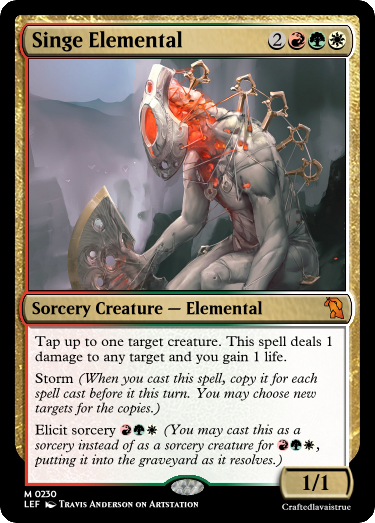 Singe Elemental 2
Sorcery Creature — Elemental
Tap up to one target creature. This spell deals 1
damage to any target and you gain 1 life.
Storm (When you cast this spell, copy it for each
spell cast before it this turn. You may choose new
targets for the copies.)
Elicit sorcery (You may cast this as a
sorcery instead of as a sorcery creature for ,
putting it into the graveyard as it resolves.)
1/1
M 0230
LEF Travis Anderson on Artstation
Craftedlavaistrue